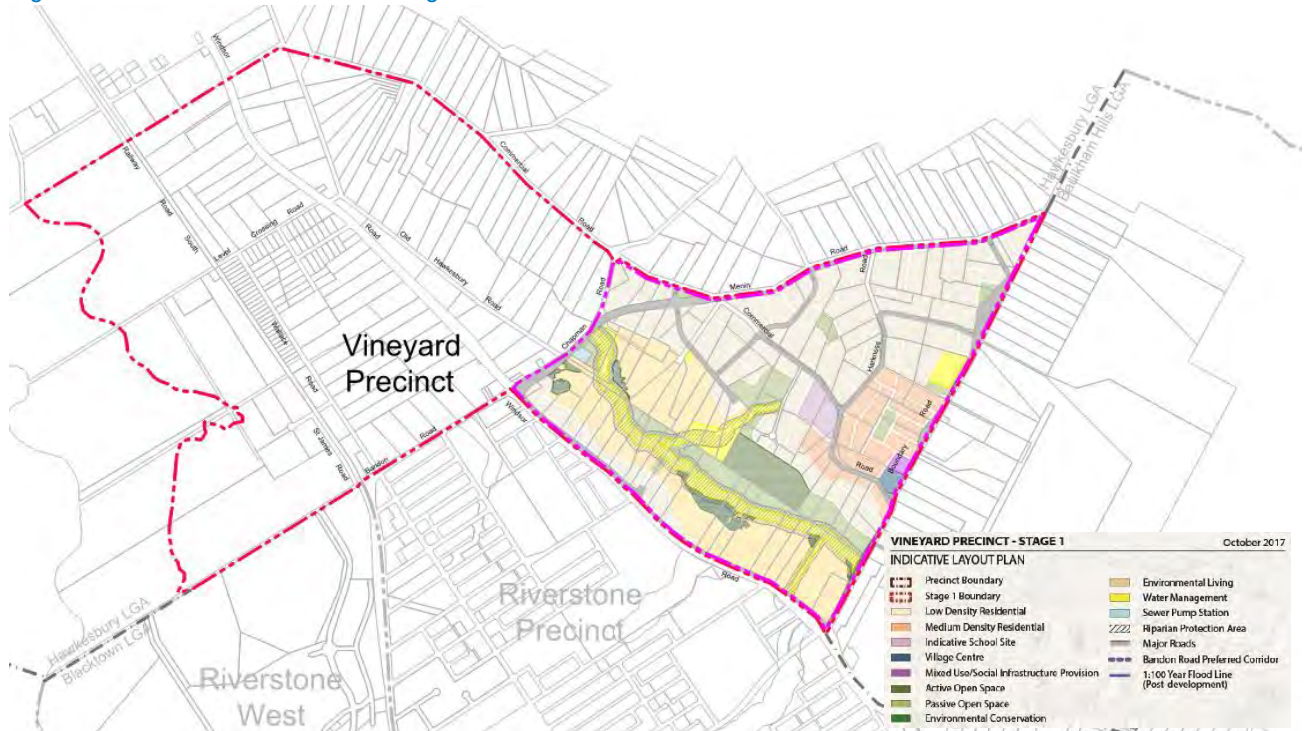 Windsor
Railway
Road
South
Level
Crossing
Road
Road
Old
Hawkesbury
Road
Commercial
Road
Wallace
Road
St James
Road
Bandon
Road
Windsor
Chapman
Road
Menin
Road
Road
Commercial
Harkness
Road
Boundary
Road
Road
Vineyard
Precinct
Riverstone
Precinct
Riverstone
West
Hawkesbury LGA
Blacktown LGA
Hawkesbury LGA
Baulkham Hills LGA
VINEYARD PRECINCT - STAGE 1
October 2017
INDICATIVE LAYOUT PLAN
Precinct Boundary
Stage 1 Boundary
Low Density Residential
Medium Density Residential
Indicative School Site
Village Centre
Mixed Use/Social Infrastructure Provision
Active Open Space
Passive Open Space
Environmental Conservation
Environmental Living
Water Management
Sewer Pump Station
Riparian Protection Area
Major Roads
Bandon Road Preferred Corridor
1:100 Year Flood Line
(Post-development)